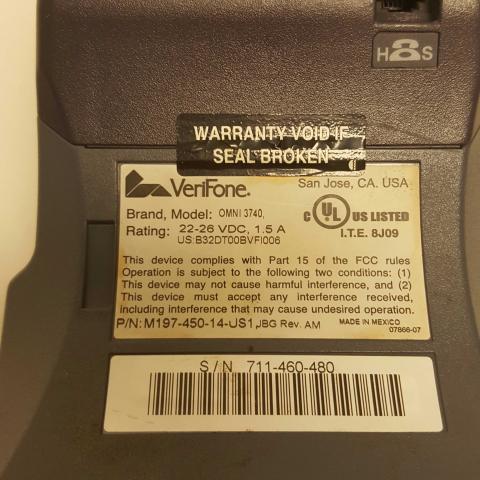 H S
WARRANTY VOID IF
SEAL BROKEN
VeriFone.
San Jose, CA. USA
Brand, Model: OMNI 3740,
Rating: 22-26 VDC, 1.5 A
US:B32DT00BVFI006
C UL US LISTED
I.T.E. 8J09
This device complies with Part 15 of the FCC rules
Operation is subject to the following two conditions: (1)
This device may not cause harmful interference, and (2)
This device must accept any interference received,
including interference that may cause undesired operation.
P/N: M197-450-14-US1,JBG Rev. AM
MADE IN MEXICO
07866-07
S/N 711-460-480